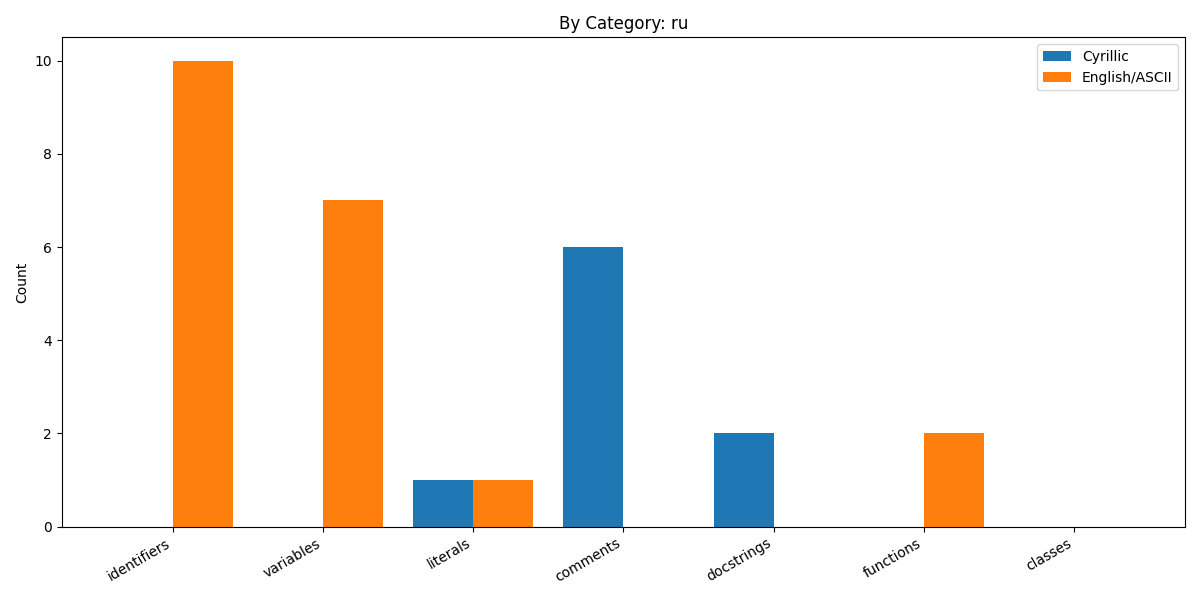 By Category: ru
Cyrillic
English/ASCII
Count
10
8
6
4
2
0
identifiers
variables
literals
comments
docstrings
functions
classes